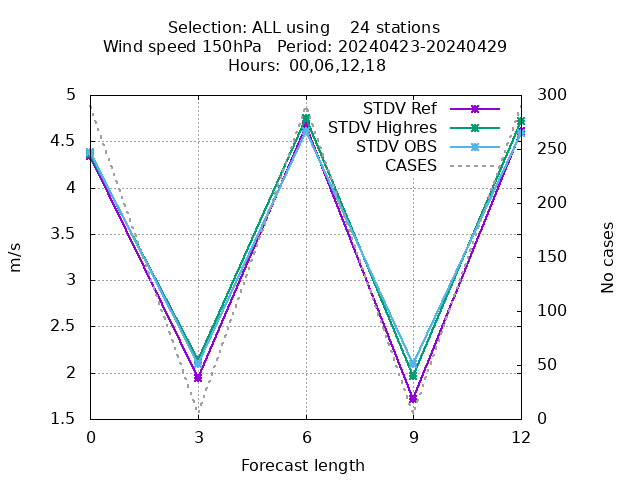 Selection: ALL using    24 stations
Wind speed 150hPa   Period: 20240423-20240429
Hours: 00,06,12,18
STDV Ref
STDV Highres
STDV OBS
CASES
5
4.5
4
3.5
3
2.5
2
1.5
m/s
300
250
200
150
100
50
0
No cases
0 3 6 9 12
Forecast length